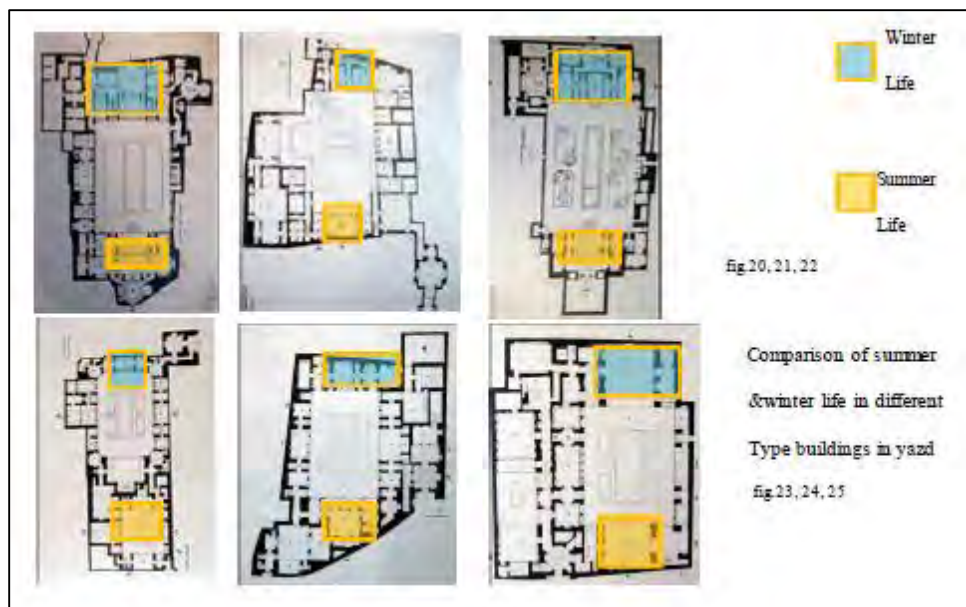 Winter
Life
Summer
Life
fig.20, 21, 22
Comparison of summer
&winter life in different
Type buildings in yazd
fig.23, 24, 25